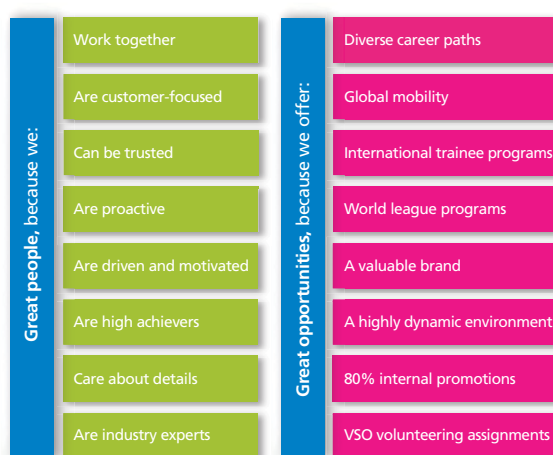 Great people, because we:
Work together
Are customer-focused
Can be trusted
Are proactive
Are driven and motivated
Are high achievers
Care about details
Are industry experts
Great opportunities, because we offer:
Diverse career paths
Global mobility
International trainee programs
World league programs
A valuable brand
A highly dynamic environment
80% internal promotions
VSO volunteering assignments